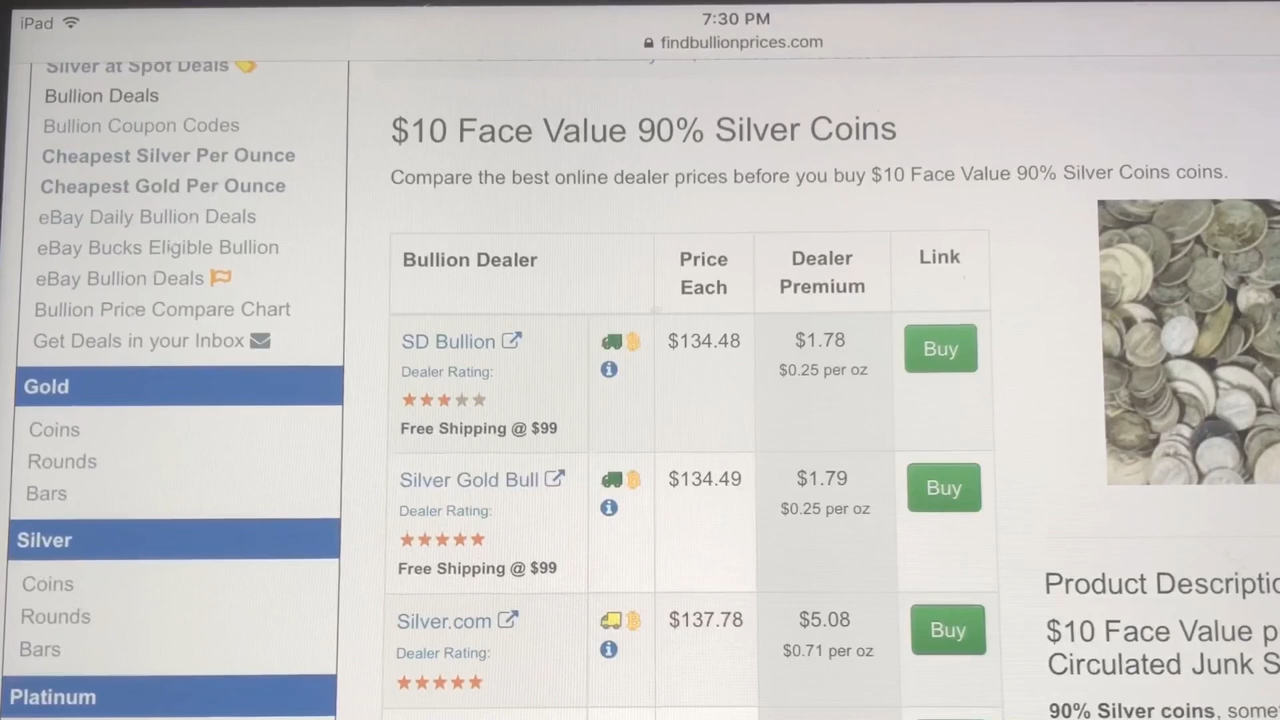 iPad
7:30 PM
findbullionprices.com
Silver at Spot Deals
Bullion Deals
Bullion Coupon Codes
Cheapest Silver Per Ounce
Cheapest Gold Per Ounce
eBay Daily Bullion Deals
eBay Bucks Eligible Bullion
eBay Bullion Deals
Bullion Price Compare Chart
Get Deals in your Inbox
Gold
Coins
Rounds
Bars
Silver
Coins
Rounds
Bars
Platinum
$10 Face Value 90% Silver Coins
Compare the best online dealer prices before you buy $10 Face Value 90% Silver Coins coins.
Bullion Dealer
Price Each
Dealer Premium
Link
SD Bullion
$134.48
$1.78
Buy
Dealer Rating:
$0.25 per oz
Free Shipping @ $99
Silver Gold Bull
$134.49
$1.79
Buy
Dealer Rating:
$0.25 per oz
Free Shipping @ $99
Silver.com
$137.78
$5.08
Buy
Dealer Rating:
$0.71 per oz
Product Descriptio
$10 Face Value p
Circulated Junk S
90% Silver coins, some